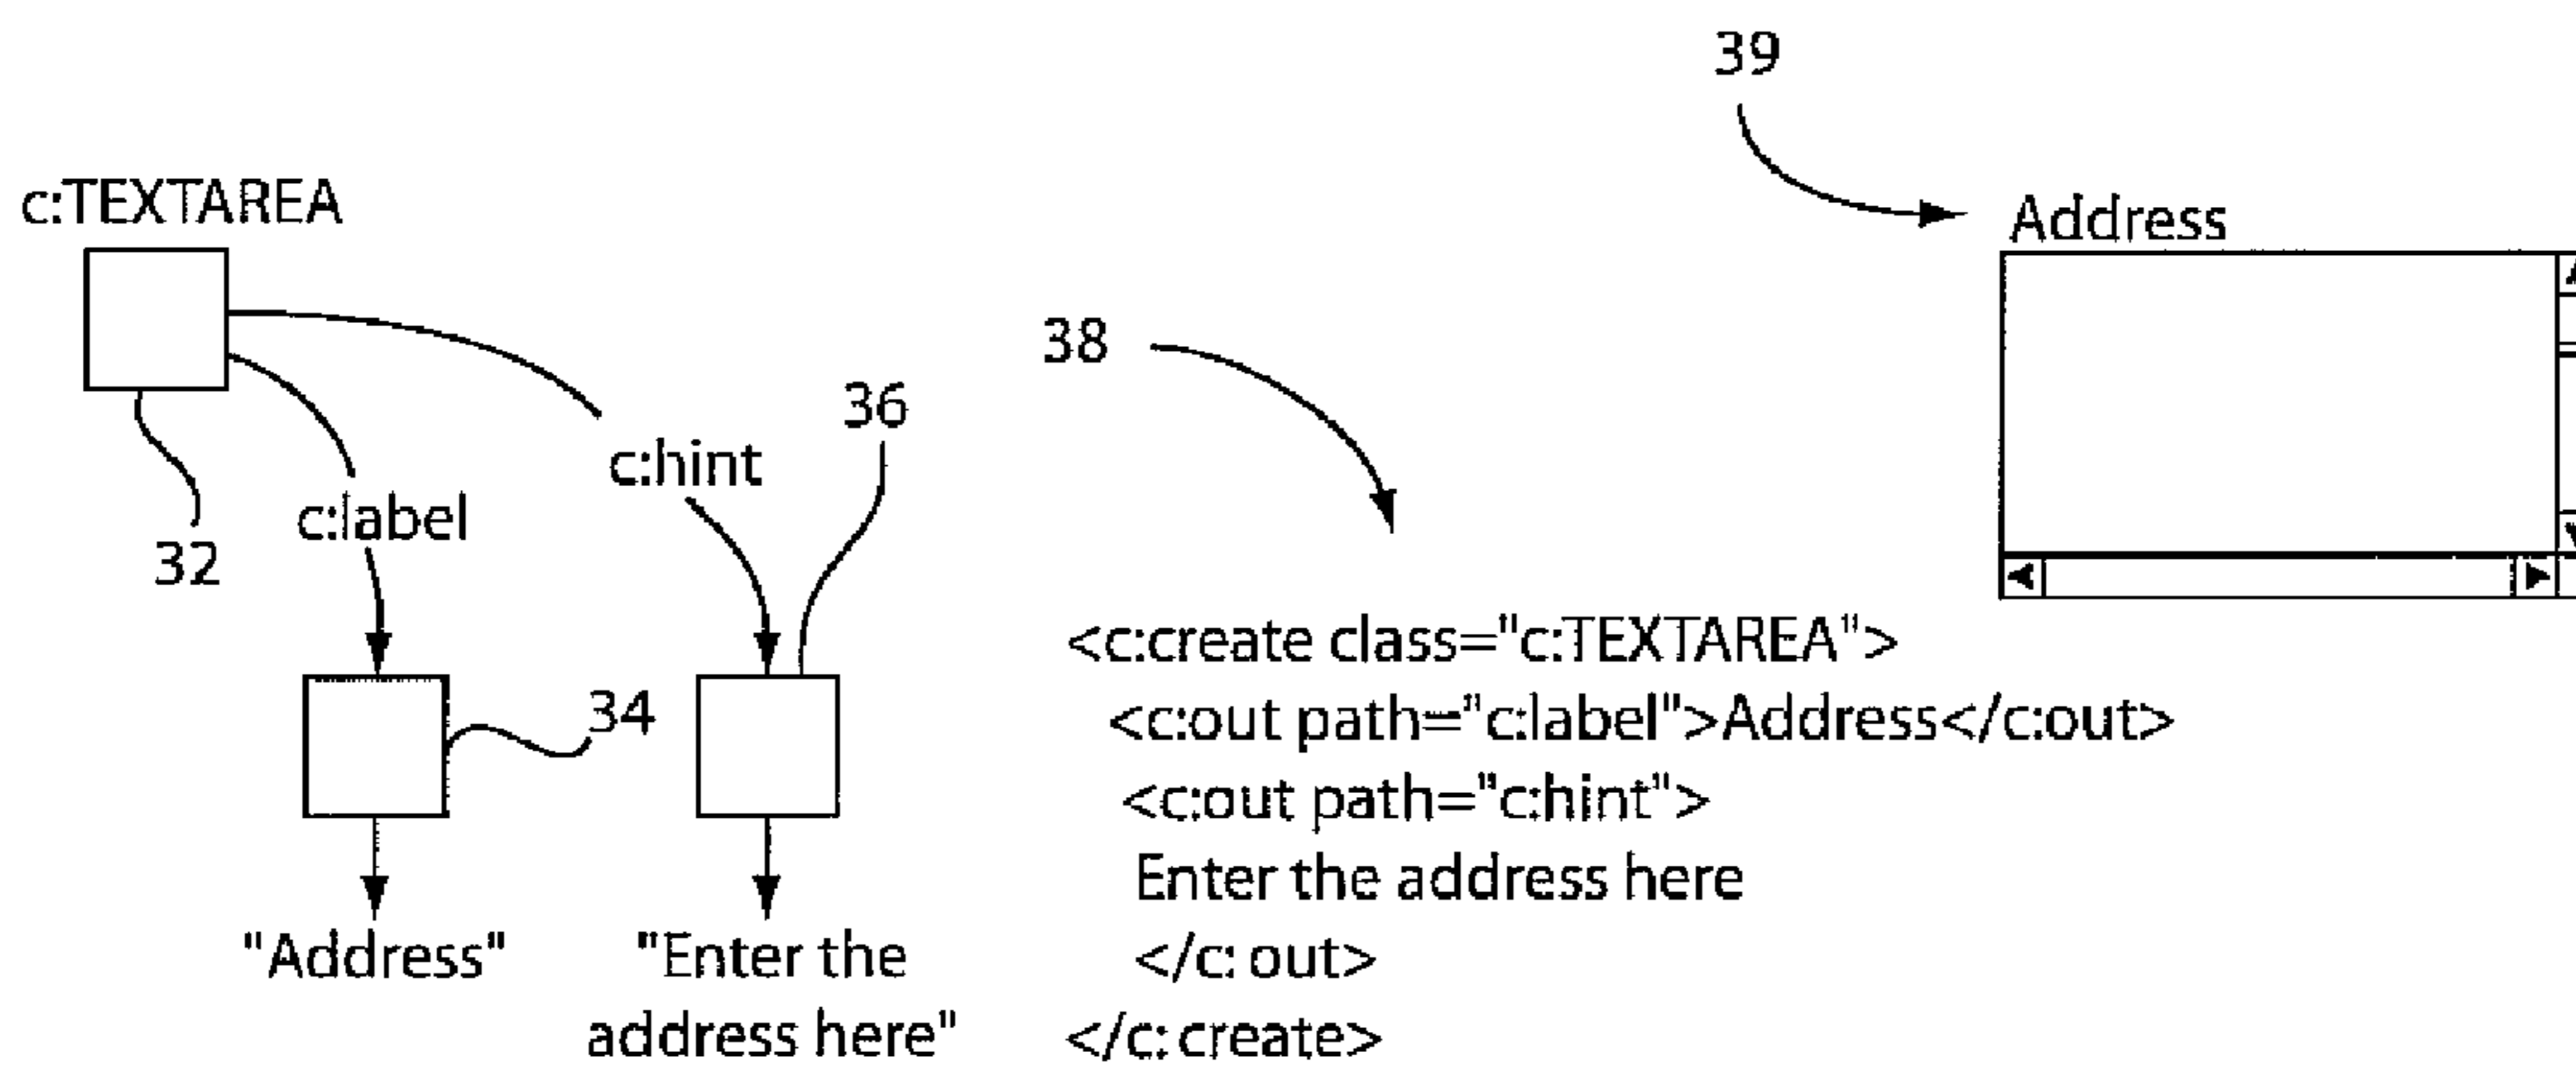 39
c:TEXTAREA
Address
38
36
c:hint
c:label
32
34
<c:create class="c:TEXTAREA">
<c:out path="c:label">Address</c:out>
<c:out path="c:hint">
Enter the address here
</c: out>
</c: create>
"Address"
"Enter the
address here"